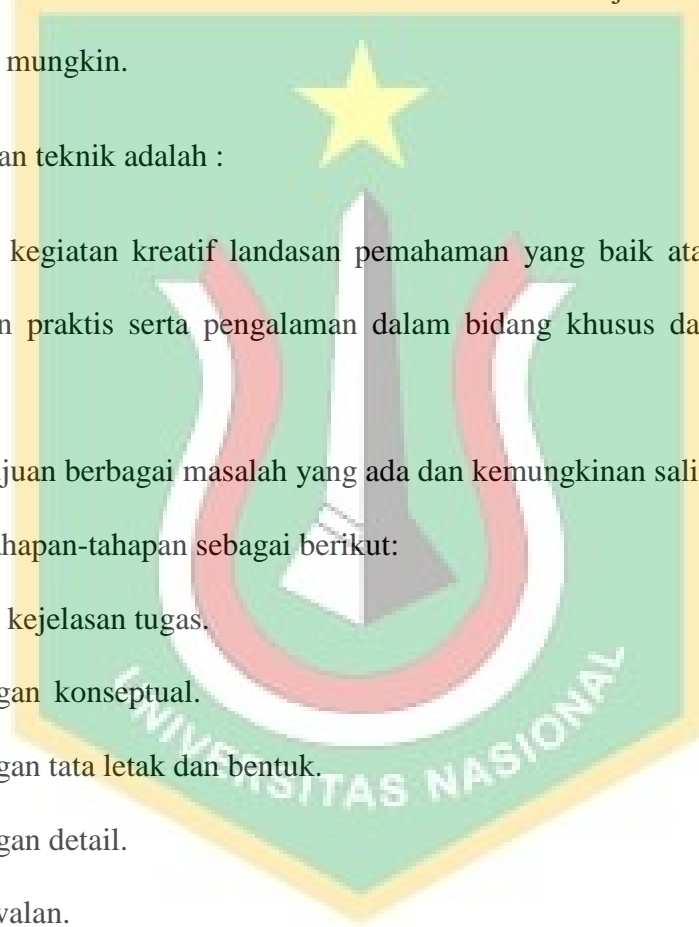 mungkin.
an teknik adalah :
kegiatan kreatif landasan pemahaman yang baik ata
n praktis serta pengalaman dalam bidang khusus da
juan berbagai masalah yang ada dan kemungkinan sali
ahapan-tahapan sebagai berikut:
kejelasan tugas.
gan konseptual.
gan tata letak dan bentuk.
gan detail.
walan.
UNIVERSITAS NASIONAL